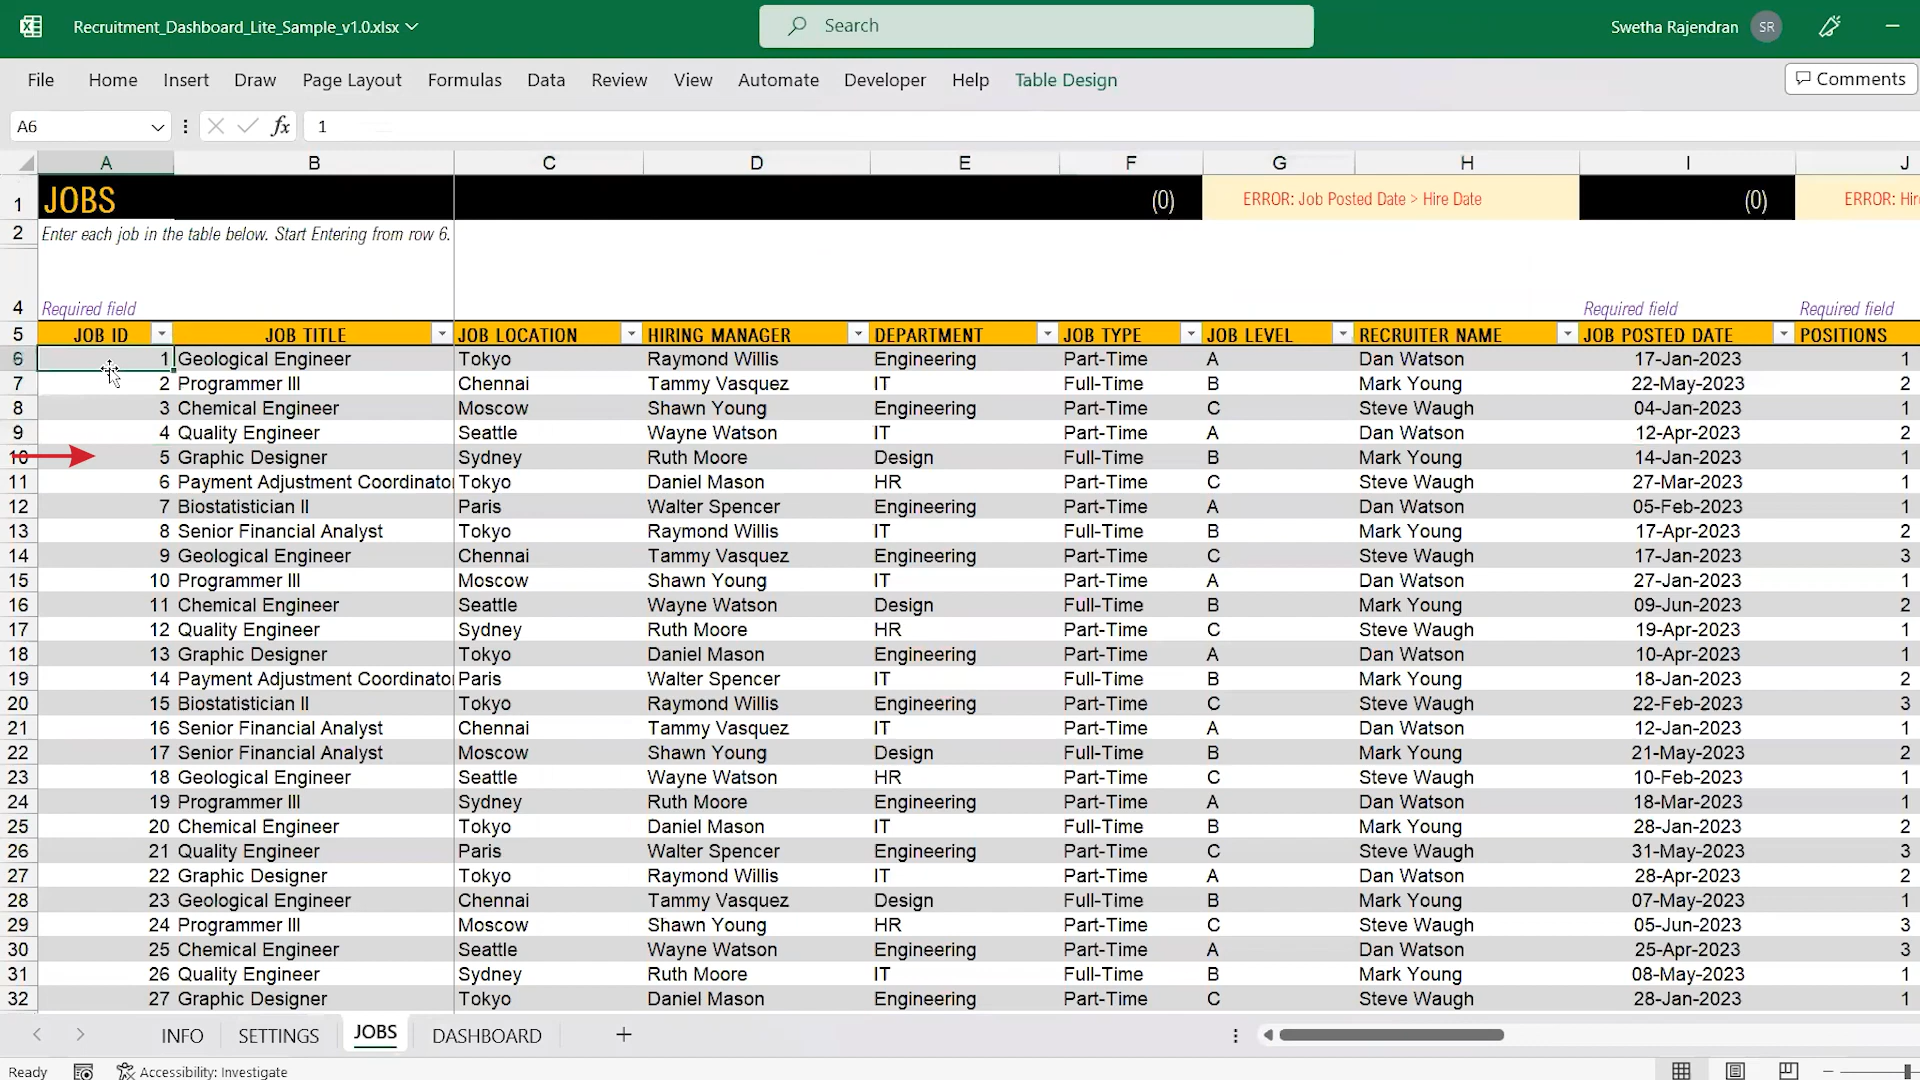 Recruitment_Dashboard_Lite_Sample_v1.0.xlsx
Search
Swetha Rajendran SR
File Home Insert Draw Page Layout Formulas Data Review View Automate Developer Help Table Design Comments
A6 fx 1
A B C D E F G H I J
1 JOBS (0) ERROR: Job Posted Date > Hire Date (0) ERROR: Hir
2 Enter each job in the table below. Start Entering from row 6.
4 Required field Required field Required field
5 JOB ID JOB TITLE JOB LOCATION HIRING MANAGER DEPARTMENT JOB TYPE JOB LEVEL RECRUITER NAME JOB POSTED DATE POSITIONS
6 1 Geological Engineer Tokyo Raymond Willis Engineering Part-Time A Dan Watson 17-Jan-2023 1
7 2 Programmer III Chennai Tammy Vasquez IT Full-Time B Mark Young 22-May-2023 2
8 3 Chemical Engineer Moscow Shawn Young Engineering Part-Time C Steve Waugh 04-Jan-2023 1
9 4 Quality Engineer Seattle Wayne Watson IT Part-Time A Dan Watson 12-Apr-2023 2
10 5 Graphic Designer Sydney Ruth Moore Design Full-Time B Mark Young 14-Jan-2023 1
11 6 Payment Adjustment Coordinator Tokyo Daniel Mason HR Part-Time C Steve Waugh 27-Mar-2023 1
12 7 Biostatistician II Paris Walter Spencer Engineering Part-Time A Dan Watson 05-Feb-2023 1
13 8 Senior Financial Analyst Tokyo Raymond Willis IT Full-Time B Mark Young 17-Apr-2023 2
14 9 Geological Engineer Chennai Tammy Vasquez Engineering Part-Time C Steve Waugh 17-Jan-2023 3
15 10 Programmer III Moscow Shawn Young IT Part-Time A Dan Watson 27-Jan-2023 1
16 11 Chemical Engineer Seattle Wayne Watson Design Full-Time B Mark Young 09-Jun-2023 2
17 12 Quality Engineer Sydney Ruth Moore HR Part-Time C Steve Waugh 19-Apr-2023 1
18 13 Graphic Designer Tokyo Daniel Mason Engineering Part-Time A Dan Watson 10-Apr-2023 1
19 14 Payment Adjustment Coordinator Paris Walter Spencer IT Full-Time B Mark Young 18-Jan-2023 2
20 15 Biostatistician II Tokyo Raymond Willis Engineering Part-Time C Steve Waugh 22-Feb-2023 3
21 16 Senior Financial Analyst Chennai Tammy Vasquez IT Part-Time A Dan Watson 12-Jan-2023 1
22 17 Senior Financial Analyst Moscow Shawn Young Design Full-Time B Mark Young 21-May-2023 2
23 18 Geological Engineer Seattle Wayne Watson HR Part-Time C Steve Waugh 10-Feb-2023 1
24 19 Programmer III Sydney Ruth Moore Engineering Part-Time A Dan Watson 18-Mar-2023 1
25 20 Chemical Engineer Tokyo Daniel Mason IT Full-Time B Mark Young 28-Jan-2023 2
26 21 Quality Engineer Paris Walter Spencer Engineering Part-Time C Steve Waugh 31-May-2023 3
27 22 Graphic Designer Tokyo Raymond Willis IT Part-Time A Dan Watson 28-Apr-2023 2
28 23 Geological Engineer Chennai Tammy Vasquez Design Full-Time B Mark Young 07-May-2023 1
29 24 Programmer III Moscow Shawn Young HR Part-Time C Steve Waugh 05-Jun-2023 3
30 25 Chemical Engineer Seattle Wayne Watson Engineering Part-Time A Dan Watson 25-Apr-2023 3
31 26 Quality Engineer Sydney Ruth Moore IT Full-Time B Mark Young 08-May-2023 1
32 27 Graphic Designer Tokyo Daniel Mason Engineering Part-Time C Steve Waugh 28-Jan-2023 1
INFO SETTINGS JOBS DASHBOARD
Ready Accessibility: Investigate